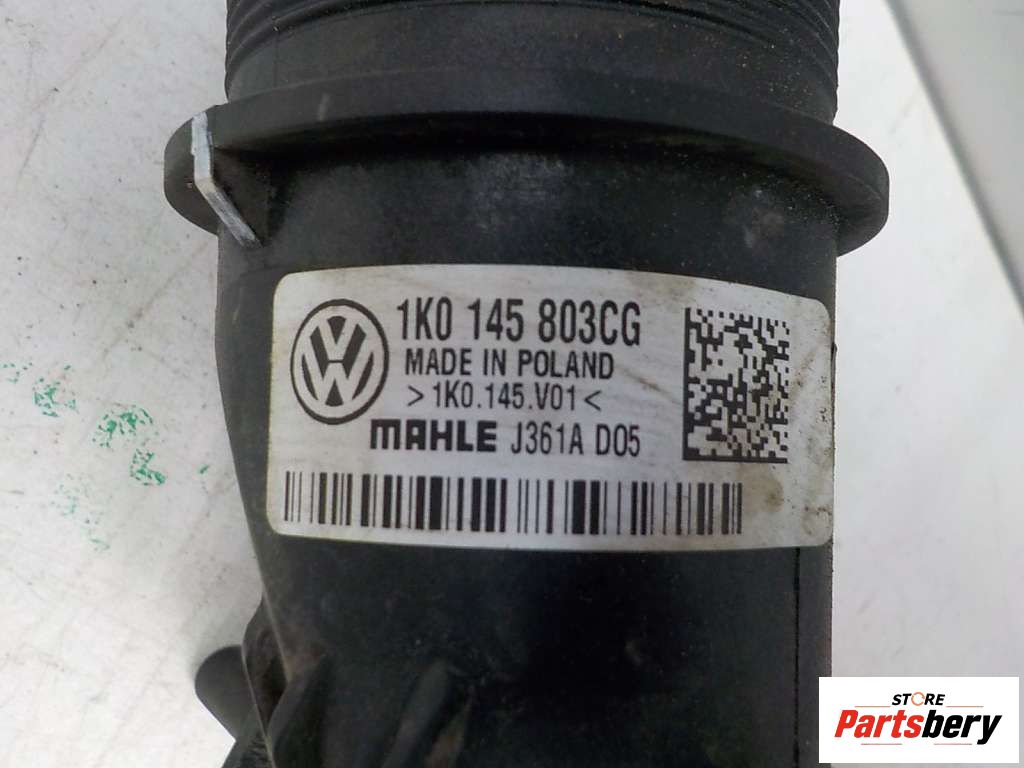 1K0 145 803CG
MADE IN POLAND
>1K0.145.V01<
MAHLE J361A D05
STORE
Partsbery